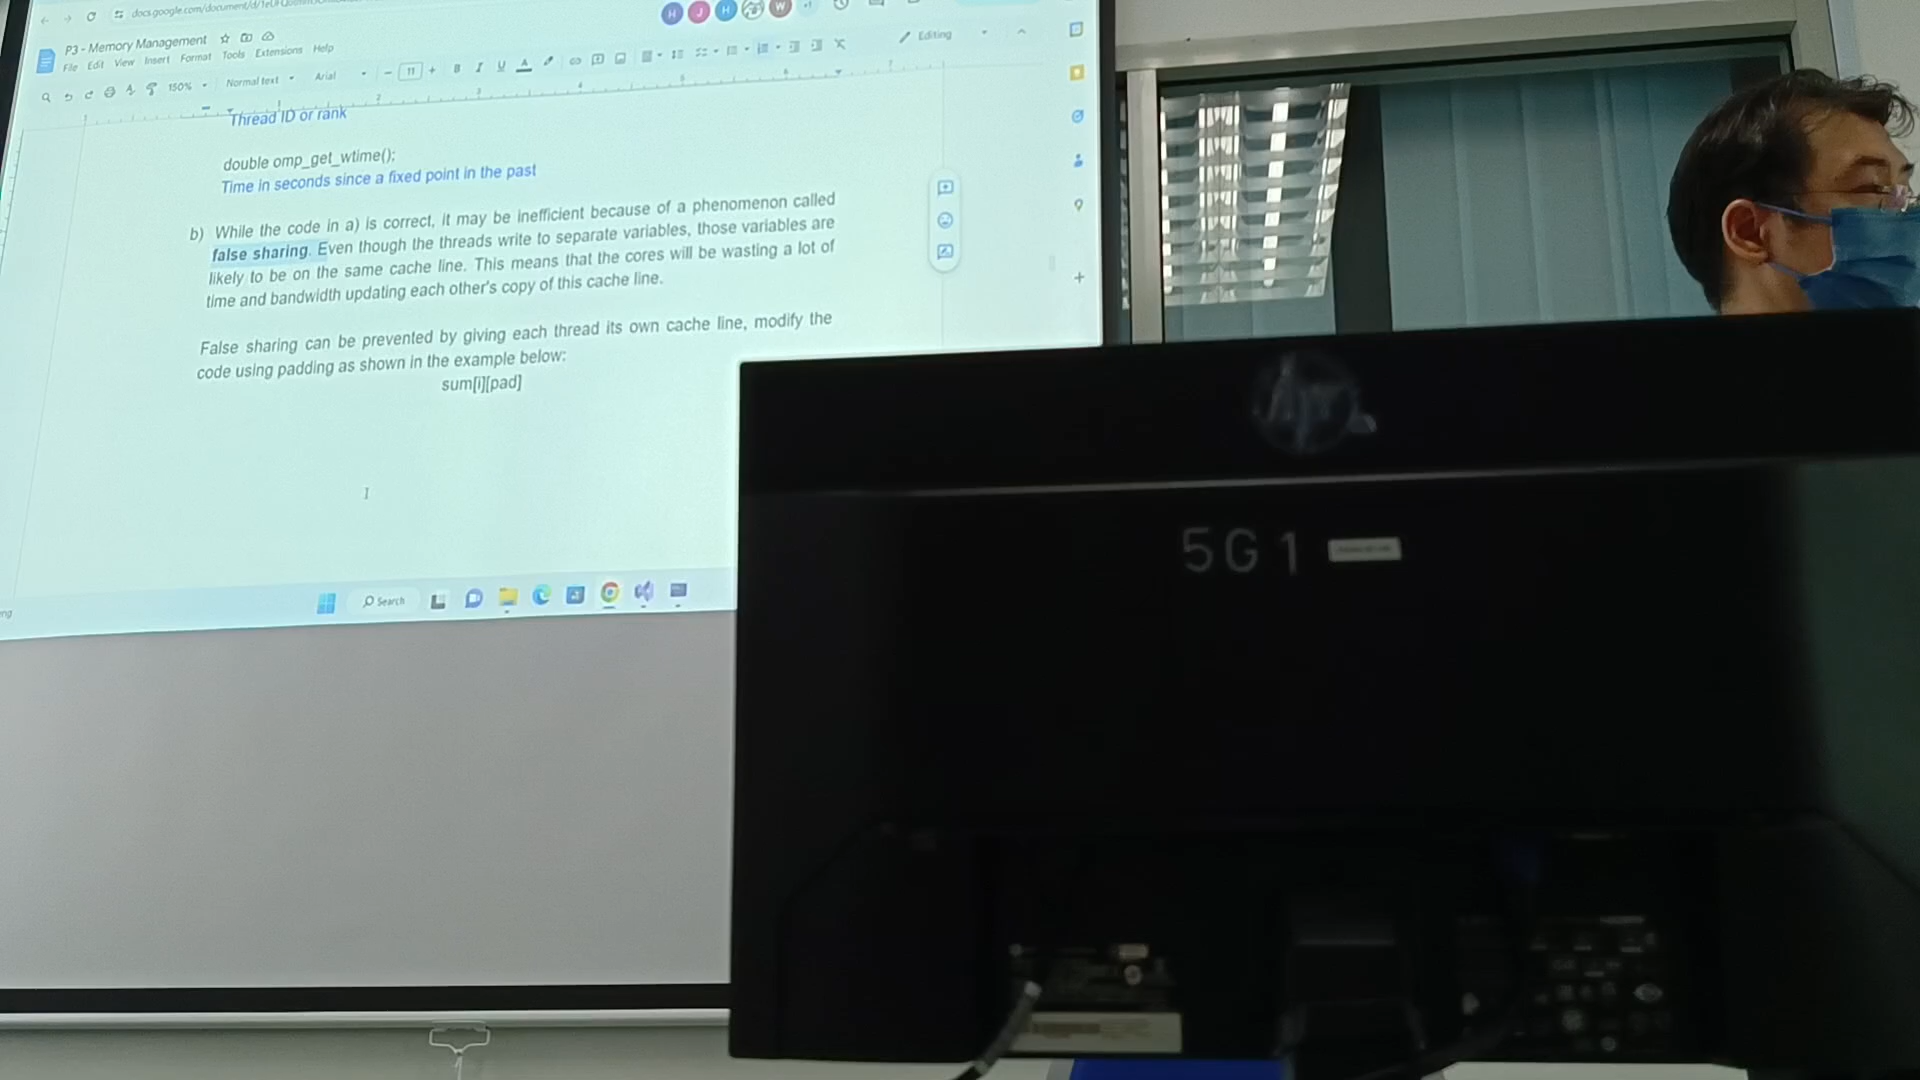 docs.google.com/document/d/
P3 - Memory Management
File Edit View Insert Format Tools Extensions Help
150% Normal text Arial 11
Editing
Thread ID or rank
double omp_get_wtime();
Time in seconds since a fixed point in the past
b) While the code in a) is correct, it may be inefficient because of a phenomenon called
false sharing. Even though the threads write to separate variables, those variables are
likely to be on the same cache line. This means that the cores will be wasting a lot of
time and bandwidth updating each other's copy of this cache line.
False sharing can be prevented by giving each thread its own cache line, modify the
code using padding as shown in the example below:
sum[i][pad]
Search
hp
5G1